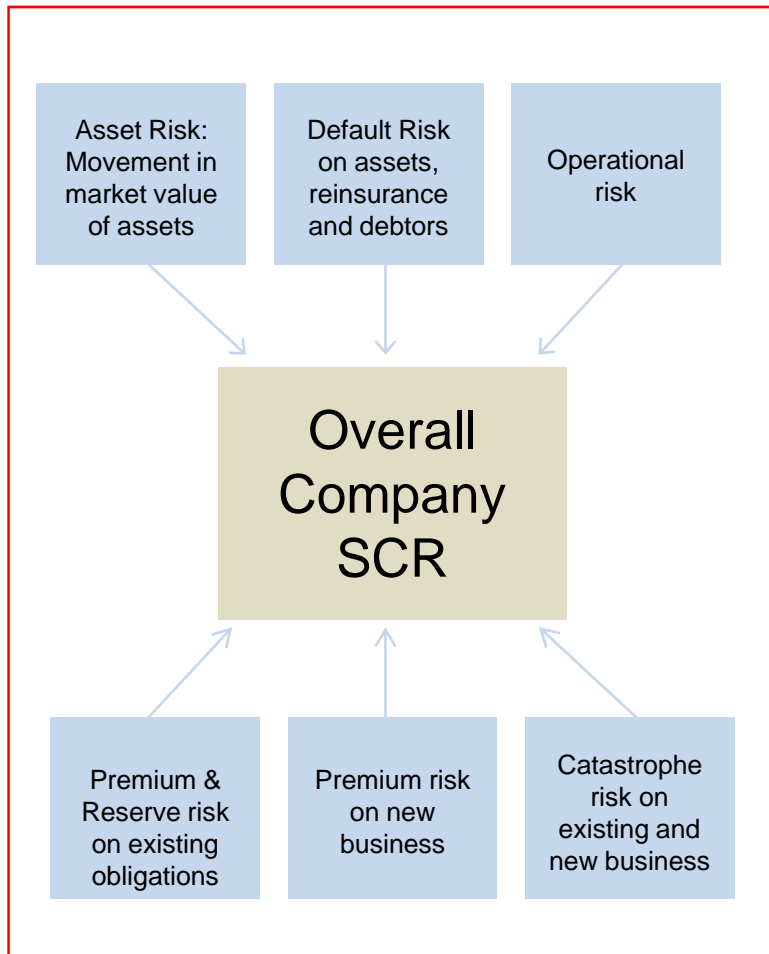 Asset Risk:
Movement in
market value
of assets
Default Risk
on assets,
reinsurance
and debtors
Operational
risk
Overall
Company
SCR
Premium &
Reserve risk
on existing
obligations
Premium risk
on new
business
Catastrophe
risk on
existing and
new business